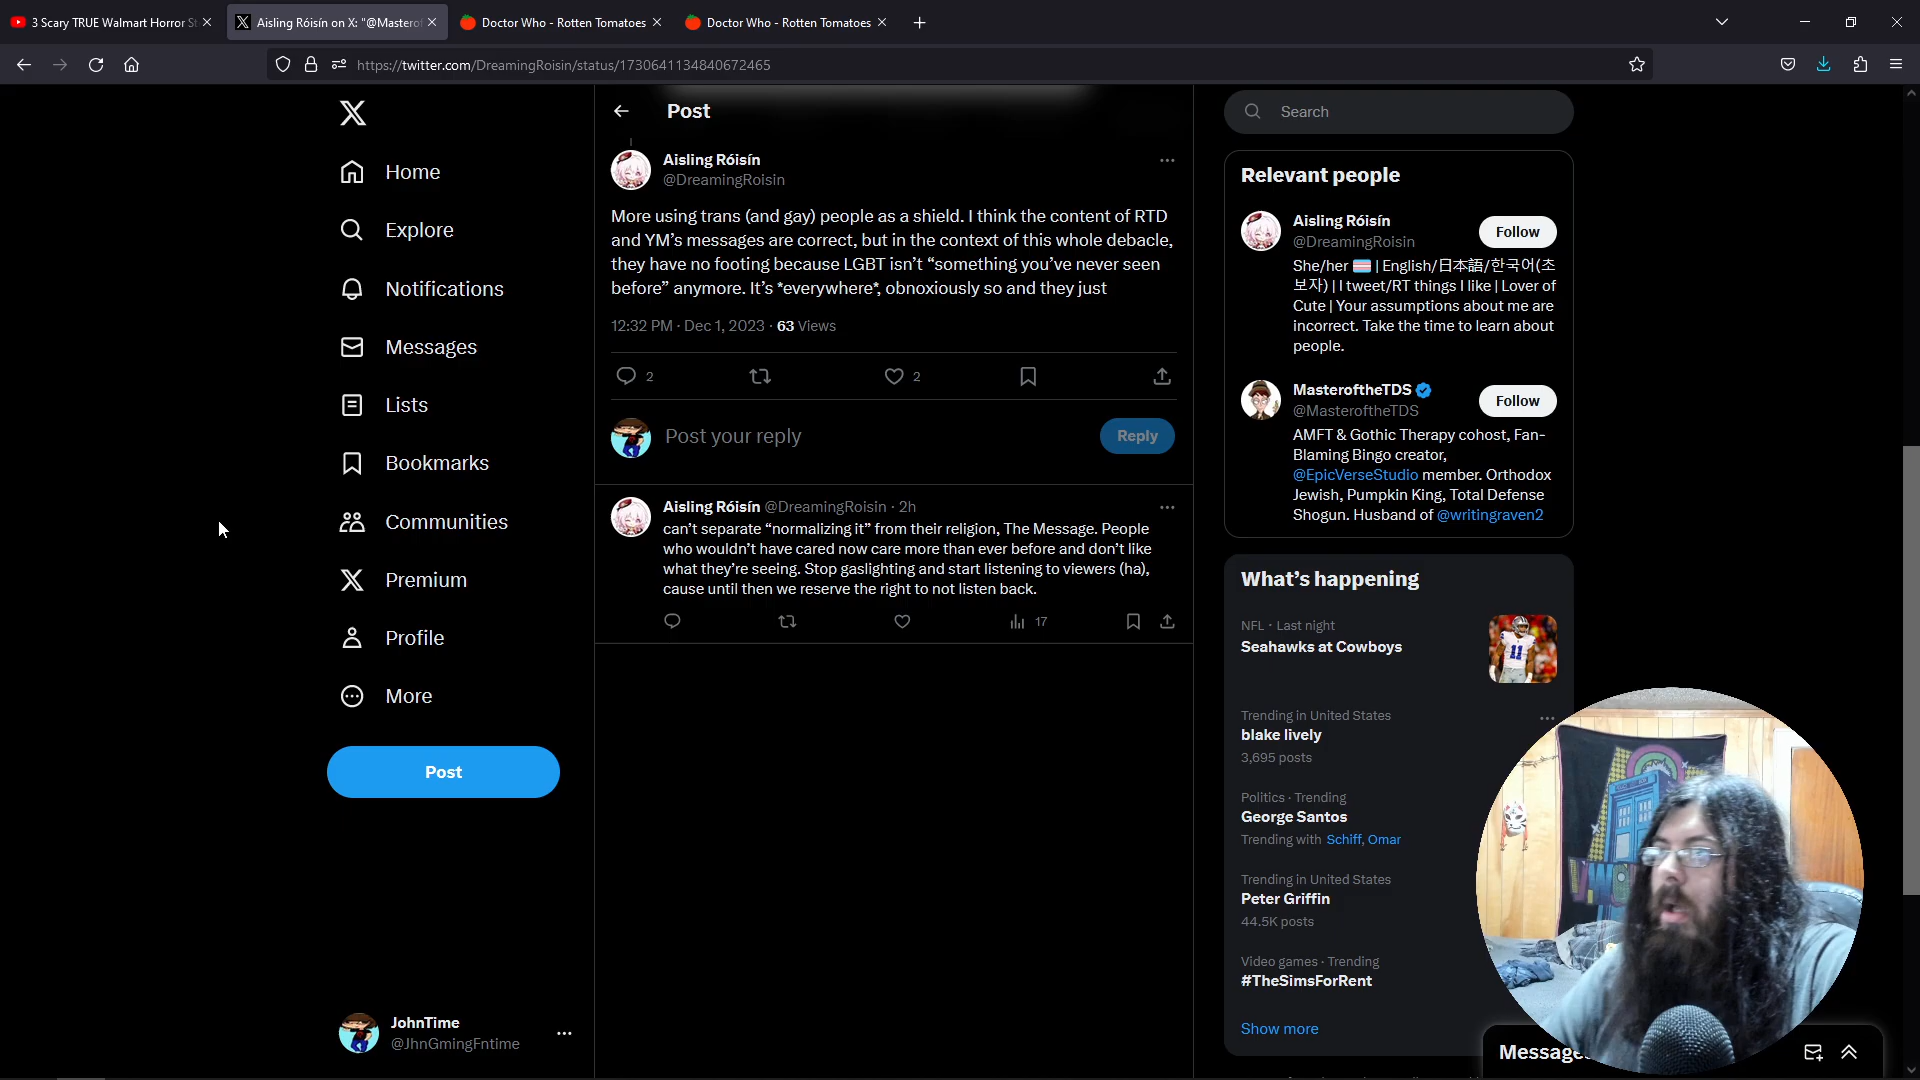 3 Scary TRUE Walmart Horror St
Aisling Róisín on X: "@Masterof
Doctor Who - Rotten Tomatoes
Doctor Who - Rotten Tomatoes
https://twitter.com/DreamingRoisin/status/1730641134840672465
Home
Explore
Notifications
Messages
Lists
Bookmarks
Communities
Premium
Profile
More
Post
JohnTime
@JhnGmingFntime
Post
Aisling Róisín
@DreamingRoisin
More using trans (and gay) people as a shield. I think the content of RTD
and YM’s messages are correct, but in the context of this whole debacle,
they have no footing because LGBT isn’t “something you’ve never seen
before” anymore. It’s *everywhere*, obnoxiously so and they just
12:32 PM · Dec 1, 2023 · 63 Views
2
2
Post your reply
Reply
Aisling Róisín @DreamingRoisin · 2h
can’t separate “normalizing it” from their religion, The Message. People
who wouldn’t have cared now care more than ever before and don’t like
what they’re seeing. Stop gaslighting and start listening to viewers (ha),
cause until then we reserve the right to not listen back.
17
Search
Relevant people
Aisling Róisín
@DreamingRoisin
Follow
She/her 🏳️‍⚧️ | English/日本語/한국어(초
보자) | I tweet/RT things I like | Lover of
Cute | Your assumptions about me are
incorrect. Take the time to learn about
people.
MasteroftheTDS
@MasteroftheTDS
Follow
AMFT & Gothic Therapy cohost, Fan-
Blaming Bingo creator,
@EpicVerseStudio member. Orthodox
Jewish, Pumpkin King, Total Defense
Shogun. Husband of @writingraven2
What’s happening
NFL · Last night
Seahawks at Cowboys
11
Trending in United States
blake lively
3,695 posts
Politics · Trending
George Santos
Trending with Schiff, Omar
Trending in United States
Peter Griffin
44.5K posts
Video games · Trending
#TheSimsForRent
Show more
Messages